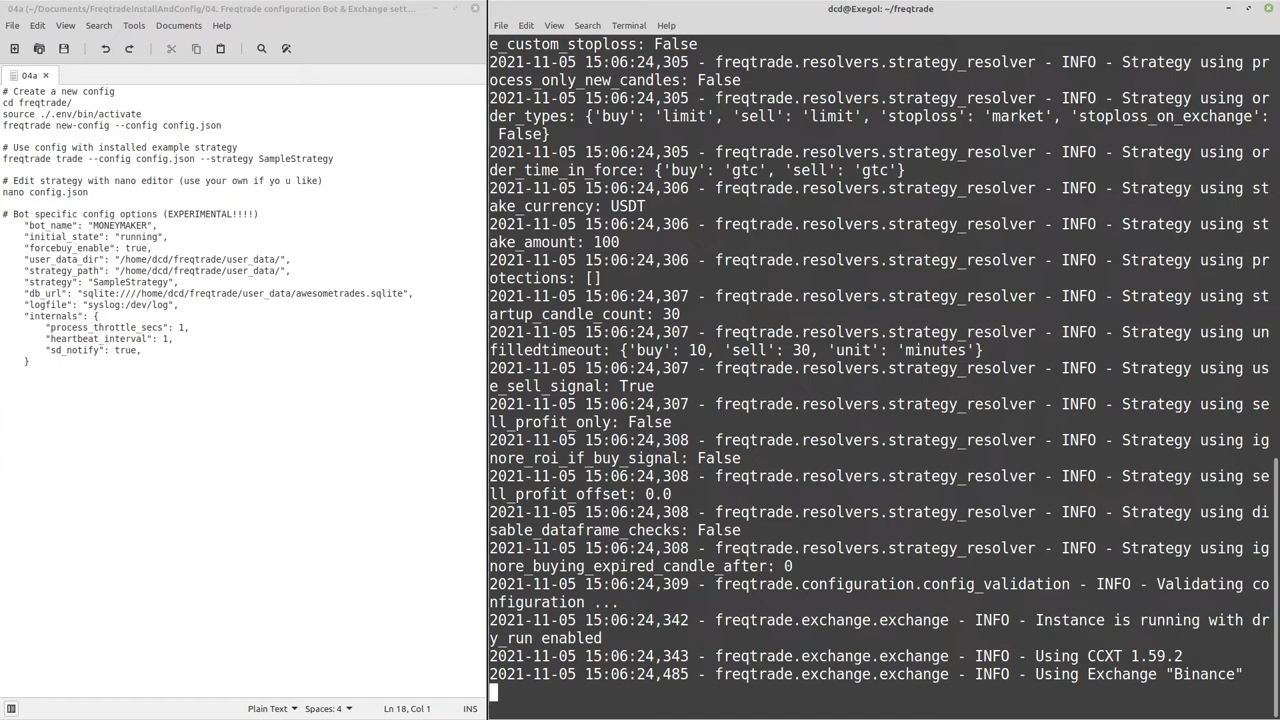 04a (~/Documents/FreqtradeInstallAndConfig/04. Freqtrade configuration Bot & Exchange sett...
File Edit View Search Tools Documents Help
04a
# Create a new config
cd freqtrade/
source ./.env/bin/activate
freqtrade new-config --config config.json
# Use config with installed example strategy
freqtrade trade --config config.json --strategy SampleStrategy
# Edit strategy with nano editor (use your own if yo u like)
nano config.json
# Bot specific config options (EXPERIMENTAL!!!!)
"bot_name": "MONEYMAKER",
"initial_state": "running",
"forcebuy_enable": true,
"user_data_dir": "/home/dcd/freqtrade/user_data/",
"strategy_path": "/home/dcd/freqtrade/user_data/",
"strategy": "SampleStrategy",
"db_url": "sqlite:////home/dcd/freqtrade/user_data/awesometrades.sqlite",
"logfile": "syslog:/dev/log",
"internals": {
"process_throttle_secs": 1,
"heartbeat_interval": 1,
"sd_notify": true,
}
Plain Text Spaces: 4 Ln 18, Col 1 INS
dcd@Exegol: ~/freqtrade
File Edit View Search Terminal Help
e_custom_stoploss: False
2021-11-05 15:06:24,305 - freqtrade.resolvers.strategy_resolver - INFO - Strategy using pr
ocess_only_new_candles: False
2021-11-05 15:06:24,305 - freqtrade.resolvers.strategy_resolver - INFO - Strategy using or
der_types: {'buy': 'limit', 'sell': 'limit', 'stoploss': 'market', 'stoploss_on_exchange':
False}
2021-11-05 15:06:24,305 - freqtrade.resolvers.strategy_resolver - INFO - Strategy using or
der_time_in_force: {'buy': 'gtc', 'sell': 'gtc'}
2021-11-05 15:06:24,306 - freqtrade.resolvers.strategy_resolver - INFO - Strategy using st
ake_currency: USDT
2021-11-05 15:06:24,306 - freqtrade.resolvers.strategy_resolver - INFO - Strategy using st
ake_amount: 100
2021-11-05 15:06:24,306 - freqtrade.resolvers.strategy_resolver - INFO - Strategy using pr
otections: []
2021-11-05 15:06:24,307 - freqtrade.resolvers.strategy_resolver - INFO - Strategy using st
artup_candle_count: 30
2021-11-05 15:06:24,307 - freqtrade.resolvers.strategy_resolver - INFO - Strategy using un
filledtimeout: {'buy': 10, 'sell': 30, 'unit': 'minutes'}
2021-11-05 15:06:24,307 - freqtrade.resolvers.strategy_resolver - INFO - Strategy using us
e_sell_signal: True
2021-11-05 15:06:24,307 - freqtrade.resolvers.strategy_resolver - INFO - Strategy using se
ll_profit_only: False
2021-11-05 15:06:24,308 - freqtrade.resolvers.strategy_resolver - INFO - Strategy using ig
nore_roi_if_buy_signal: False
2021-11-05 15:06:24,308 - freqtrade.resolvers.strategy_resolver - INFO - Strategy using se
ll_profit_offset: 0.0
2021-11-05 15:06:24,308 - freqtrade.resolvers.strategy_resolver - INFO - Strategy using di
sable_dataframe_checks: False
2021-11-05 15:06:24,308 - freqtrade.resolvers.strategy_resolver - INFO - Strategy using ig
nore_buying_expired_candle_after: 0
2021-11-05 15:06:24,309 - freqtrade.configuration.config_validation - INFO - Validating co
nfiguration ...
2021-11-05 15:06:24,342 - freqtrade.exchange.exchange - INFO - Instance is running with dr
y_run enabled
2021-11-05 15:06:24,343 - freqtrade.exchange.exchange - INFO - Using CCXT 1.59.2
2021-11-05 15:06:24,485 - freqtrade.exchange.exchange - INFO - Using Exchange "Binance"